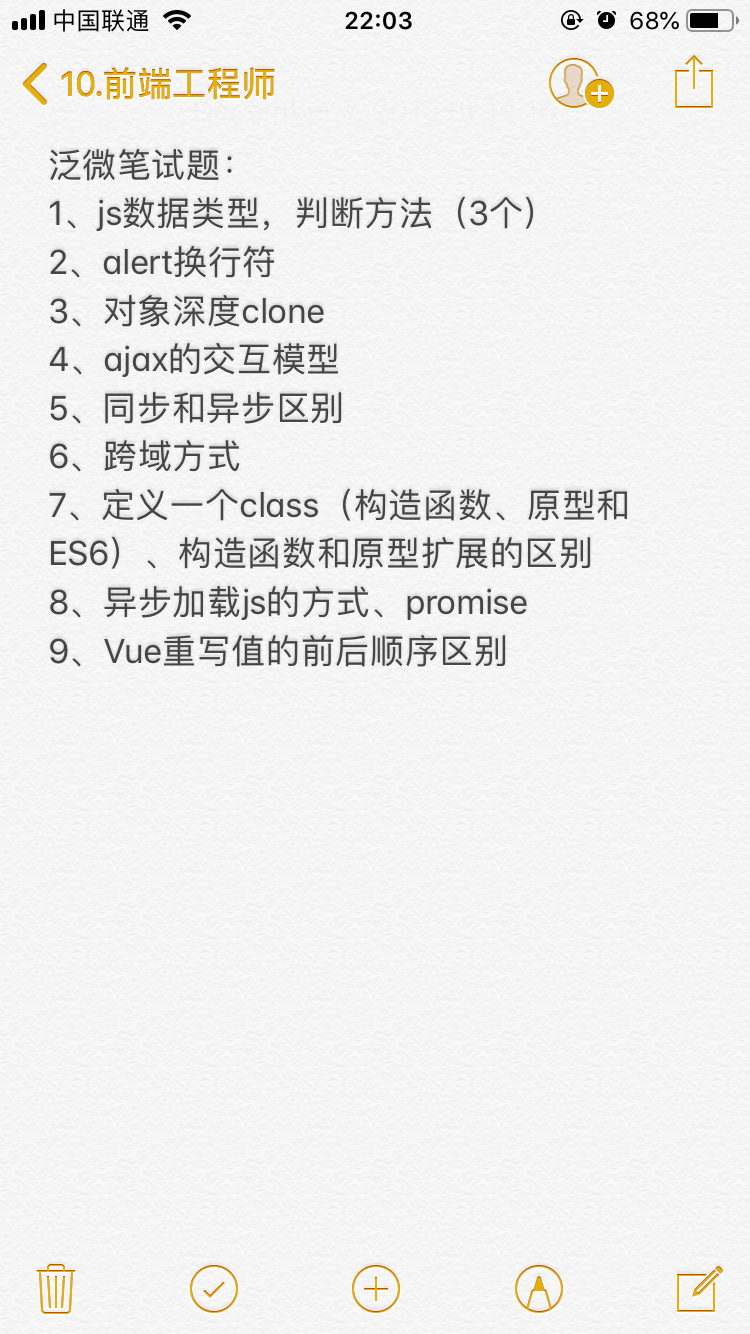 中国联通 22:03 68%
10.前端工程师
泛微笔试题：
1、js数据类型，判断方法（3个）
2、alert换行符
3、对象深度clone
4、ajax的交互模型
5、同步和异步区别
6、跨域方式
7、定义一个class（构造函数、原型和
ES6）、构造函数和原型扩展的区别
8、异步加载js的方式、promise
9、Vue重写值的前后顺序区别